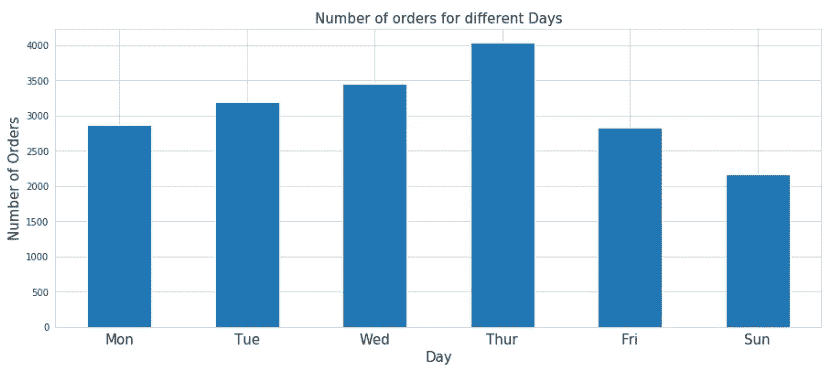 Number of orders for different Days
Number of Orders
4000
3500
3000
2500
2000
1500
1000
500
0
Mon Tue Wed Thur Fri Sun
Day